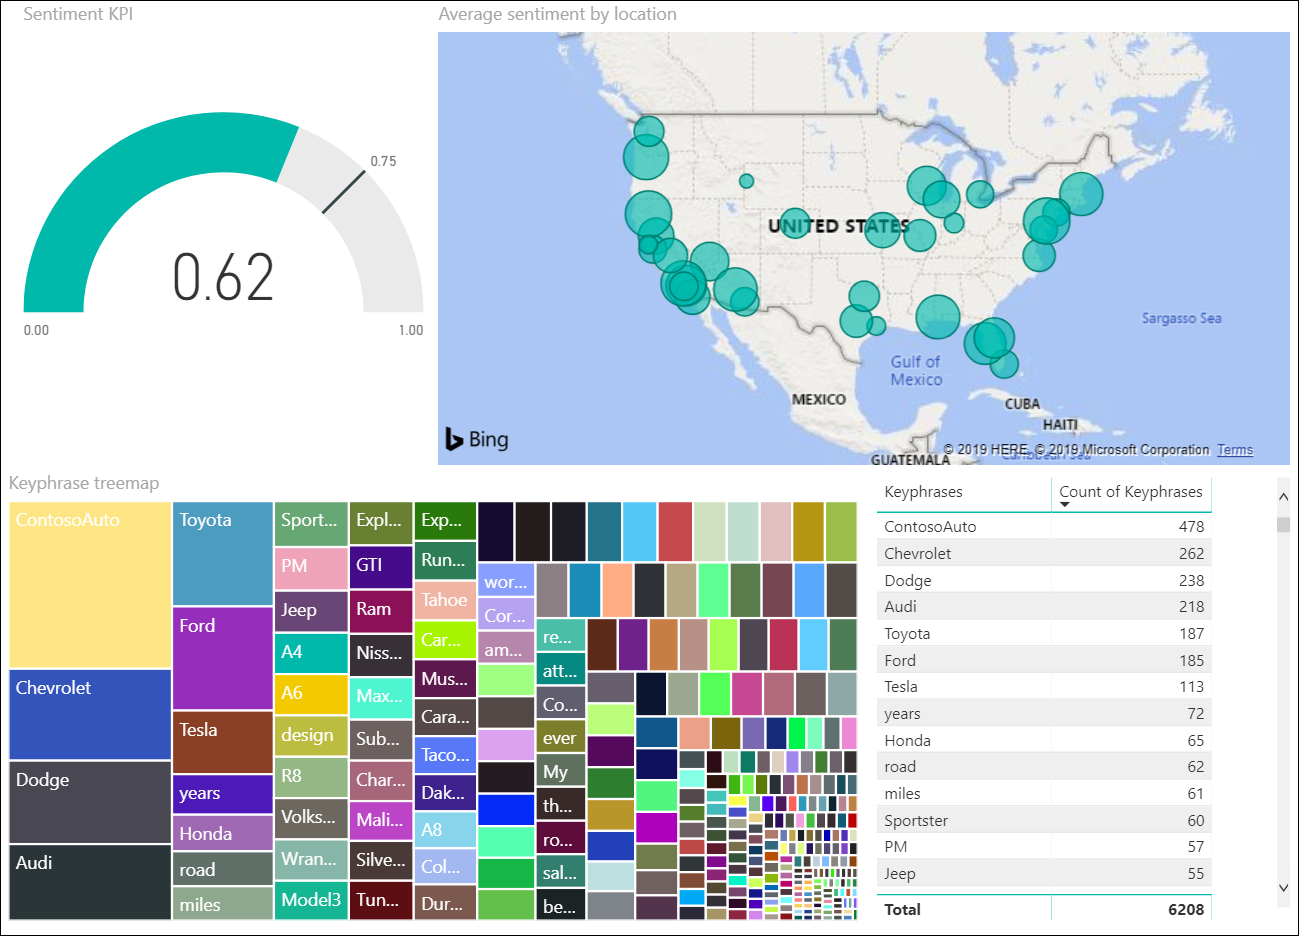 Sentiment KPI
Average sentiment by location
0.75
0.62
0.00
1.00
UNITED STATES
Sargasso Sea
Gulf of
Mexico
MEXICO
CUBA
HAITI
GUATEMALA
Caribbean Sea
Bing
© 2019 HERE, © 2019 Microsoft Corporation Terms
Keyphrase treemap
ContosoAuto
Chevrolet
Dodge
Audi
Toyota
Ford
Tesla
years
Honda
road
miles
Sport...
PM
Jeep
A4
A6
design
R8
Volks...
Wran...
Model3
Expl...
GTI
Ram
Niss...
Max...
Sub...
Char...
Mali...
Silve...
Tun...
Exp...
Run...
Tahoe
Car...
Mus...
Cara...
Taco...
Dak...
A8
Col...
Dur...
wor...
Cor...
am...
re...
att...
Co...
ever
My
th...
ro...
sal...
be...
Keyphrases Count of Keyphrases
ContosoAuto 478
Chevrolet 262
Dodge 238
Audi 218
Toyota 187
Ford 185
Tesla 113
years 72
Honda 65
road 62
miles 61
Sportster 60
PM 57
Jeep 55
Total 6208